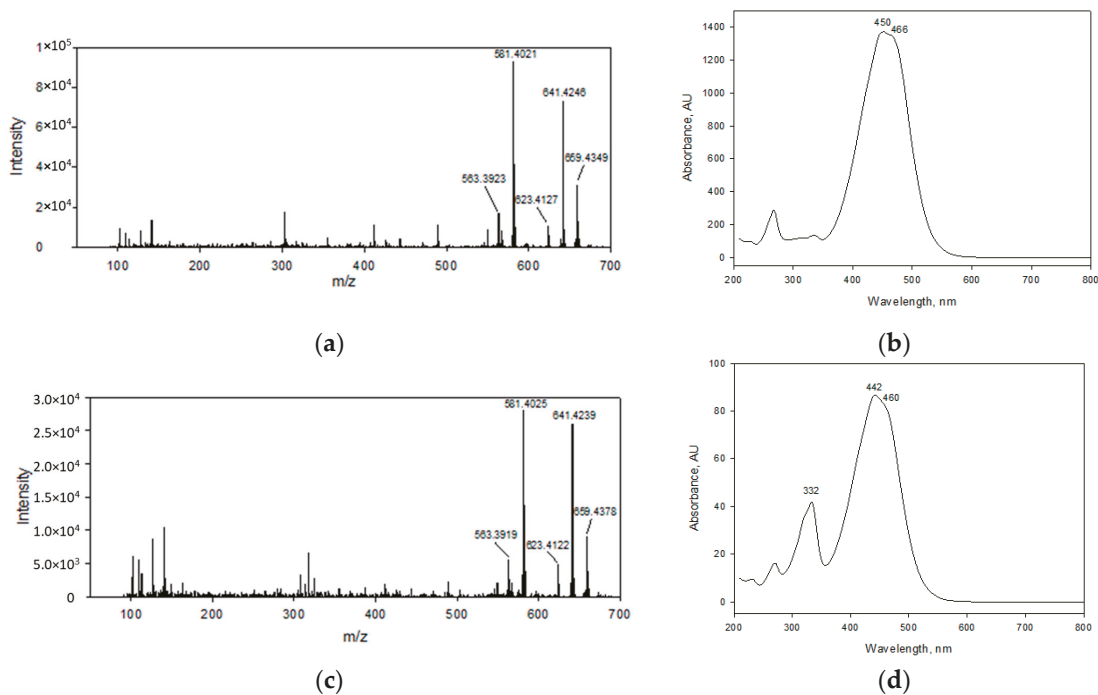 1×10⁵
8×10⁴
6×10⁴
4×10⁴
2×10⁴
0
Intensity
581.4021
641.4246
659.4349
563.3923
623.4127
100 200 300 400 500 600 700
m/z
(a)
1400
1200
1000
800
600
400
200
0
Absorbance, AU
450
466
200 300 400 500 600 700 800
Wavelength, nm
(b)
3.0×10⁴
2.5×10⁴
2.0×10⁴
1.5×10⁴
1.0×10⁴
5.0×10³
0
Intensity
581.4025
641.4239
659.4378
563.3919
623.4122
100 200 300 400 500 600 700
m/z
(c)
100
80
60
40
20
0
Absorbance, AU
442
460
332
200 300 400 500 600 700 800
Wavelength, nm
(d)